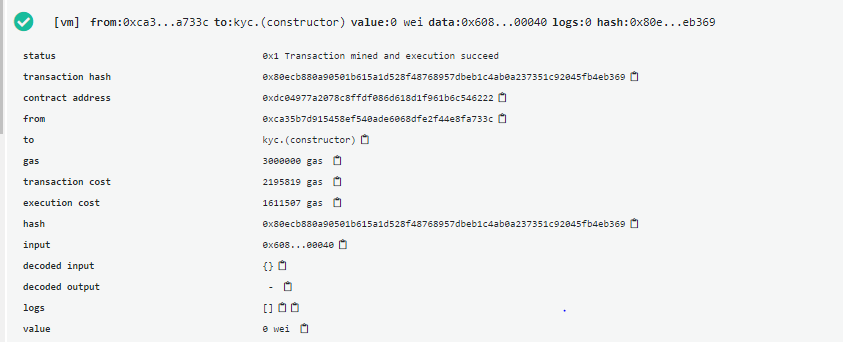 [vm] from:0xca3...a733c to:kyc.(constructor) value:0 wei data:0x608...00040 logs:0 hash:0x80e...eb369
status 0x1 Transaction mined and execution succeed
transaction hash 0x80ecb880a90501b615a1d528f48768957dbeb1c4ab0a237351c92045fb4eb369
contract address 0xdc04977a2078c8ffdf086d618d1f961b6c546222
from 0xca35b7d915458ef540ade6068dfe2f44e8fa733c
to kyc.(constructor)
gas 3000000 gas
transaction cost 2195819 gas
execution cost 1611507 gas
hash 0x80ecb880a90501b615a1d528f48768957dbeb1c4ab0a237351c92045fb4eb369
input 0x608...00040
decoded input {}
decoded output -
logs []
value 0 wei